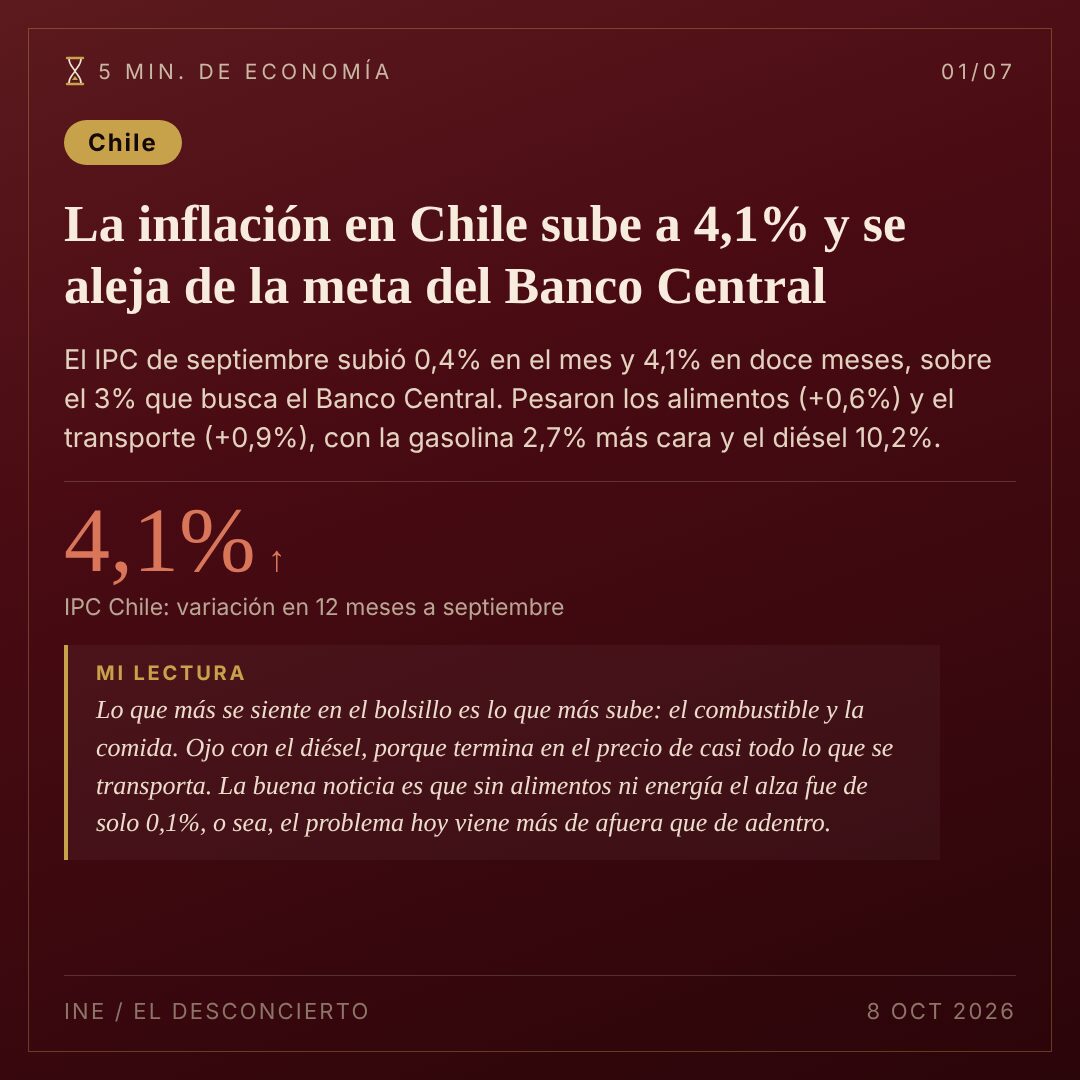 5 MIN. DE ECONOMÍA
01/07
Chile
La inflación en Chile sube a 4,1% y se
aleja de la meta del Banco Central
El IPC de septiembre subió 0,4% en el mes y 4,1% en doce meses, sobre
el 3% que busca el Banco Central. Pesaron los alimentos (+0,6%) y el
transporte (+0,9%), con la gasolina 2,7% más cara y el diésel 10,2%.
4,1% ↑
IPC Chile: variación en 12 meses a septiembre
MI LECTURA
Lo que más se siente en el bolsillo es lo que más sube: el combustible y la
comida. Ojo con el diésel, porque termina en el precio de casi todo lo que se
transporta. La buena noticia es que sin alimentos ni energía el alza fue de
solo 0,1%, o sea, el problema hoy viene más de afuera que de adentro.
INE / EL DESCONCIERTO
8 OCT 2026